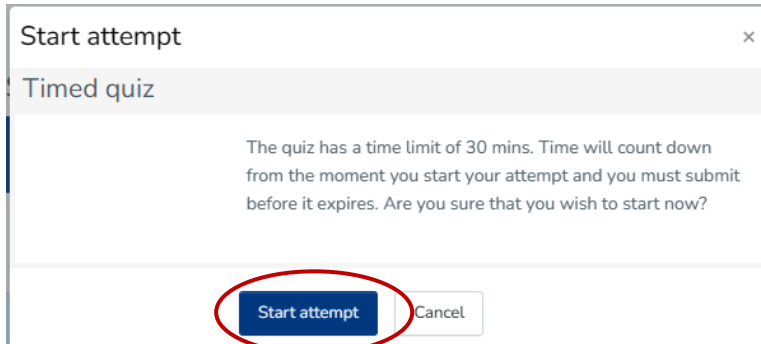 Start attempt ×
Timed quiz
The quiz has a time limit of 30 mins. Time will count down
from the moment you start your attempt and you must submit
before it expires. Are you sure that you wish to start now?
Start attempt Cancel